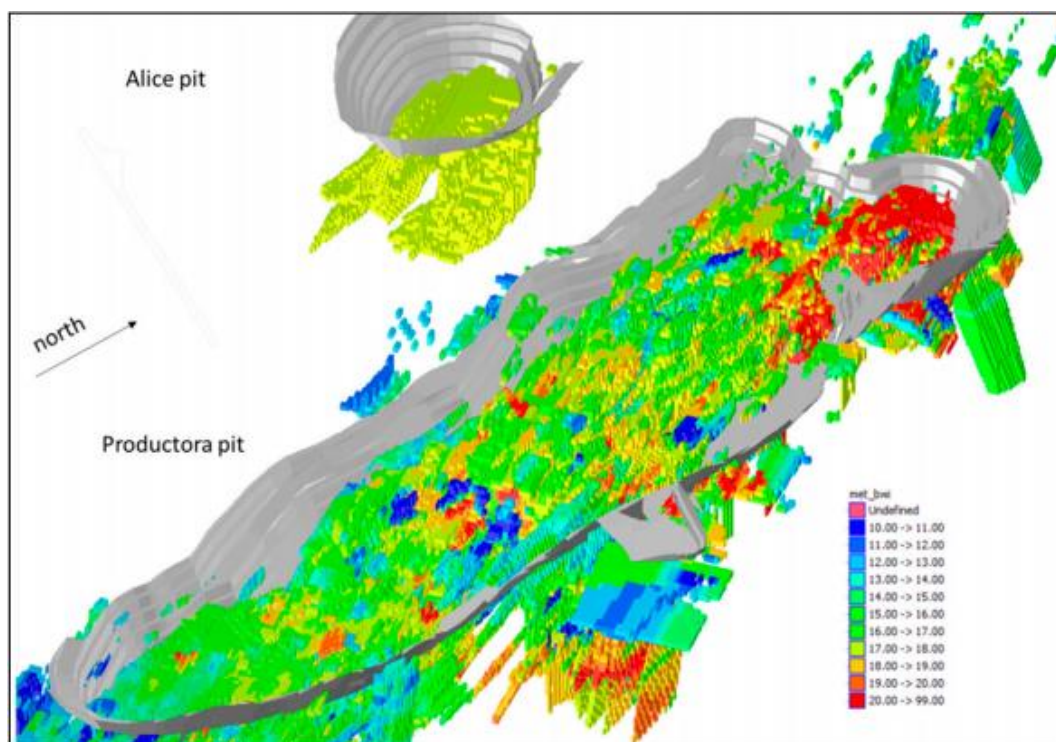 Alice pit
north
Productora pit
met_bwi
Undefined
10.00 -> 11.00
11.00 -> 12.00
12.00 -> 13.00
13.00 -> 14.00
14.00 -> 15.00
15.00 -> 16.00
16.00 -> 17.00
17.00 -> 18.00
18.00 -> 19.00
19.00 -> 20.00
20.00 -> 99.00